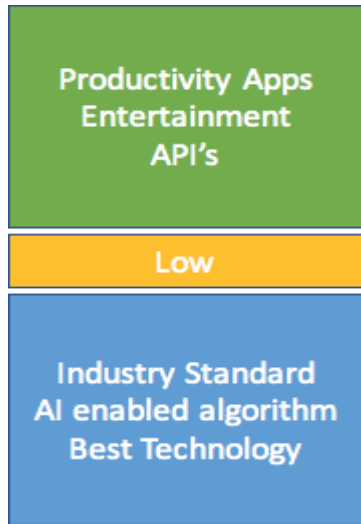 Productivity Apps
Entertainment
API's
Low
Industry Standard
AI enabled algorithm
Best Technology